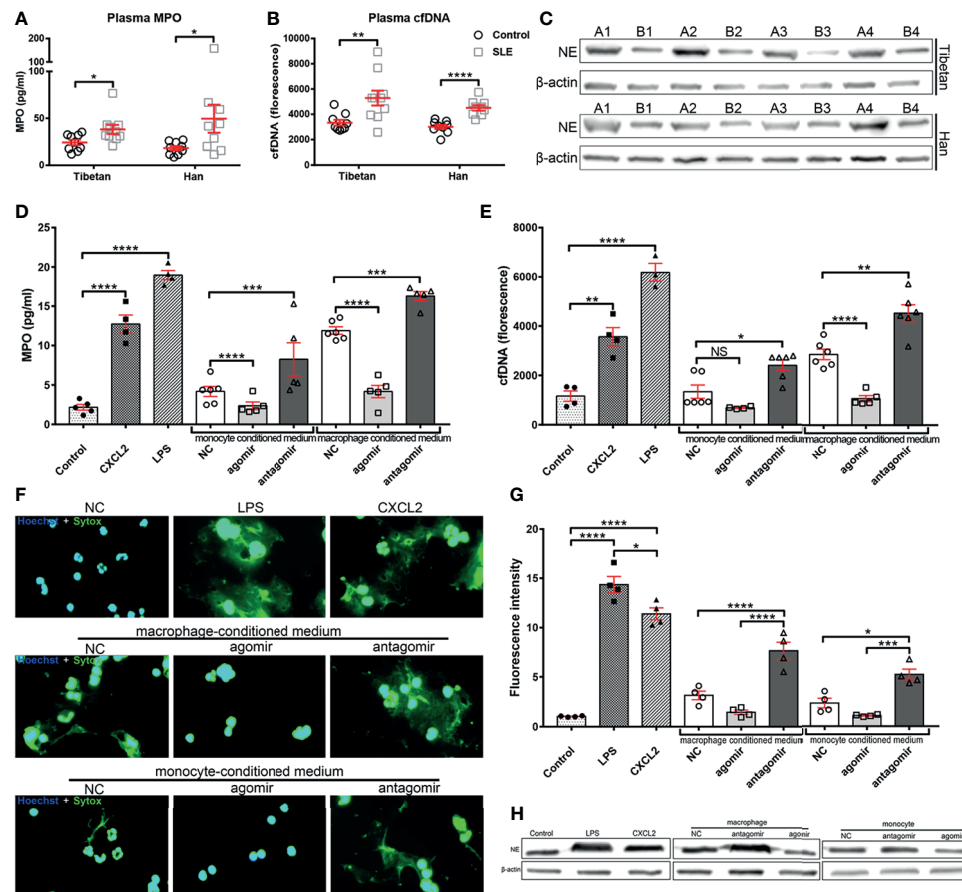 A
Plasma MPO
MPO (pg/ml)
200
150
100
50
0
*
*
Tibetan
Han
B
Plasma cfDNA
cfDNA (fluorescence)
10000
8000
6000
4000
2000
0
**
****
Tibetan
Han
Control
SLE
C
A1 B1 A2 B2 A3 B3 A4 B4
NE
β-actin
Tibetan
A1 B1 A2 B2 A3 B3 A4 B4
NE
β-actin
Han
D
MPO (pg/ml)
25
20
15
10
5
0
****
****
****
***
****
***
Control
CXCL2
LPS
NC
agomir
antagomir
monocyte conditioned medium
NC
agomir
antagomir
macrophage conditioned medium
E
cfDNA (florescence)
8000
6000
4000
2000
0
****
**
NS
*
****
**
Control
CXCL2
LPS
NC
agomir
antagomir
monocyte conditioned medium
NC
agomir
antagomir
macrophage conditioned medium
F
NC LPS CXCL2
Hoechst + Sytox
macrophage-conditioned medium
NC agomir antagomir
Hoechst + Sytox
monocyte-conditioned medium
NC agomir antagomir
Hoechst + Sytox
G
Fluorescence intensity
20
15
10
5
0
****
****
*
****
****
*
***
Control
LPS
CXCL2
NC
agomir
antagomir
macrophage conditioned medium
NC
agomir
antagomir
monocyte conditioned medium
H
macrophage monocyte
Control LPS CXCL2 NC antagomir agomir NC antagomir agomir
NE
β-actin